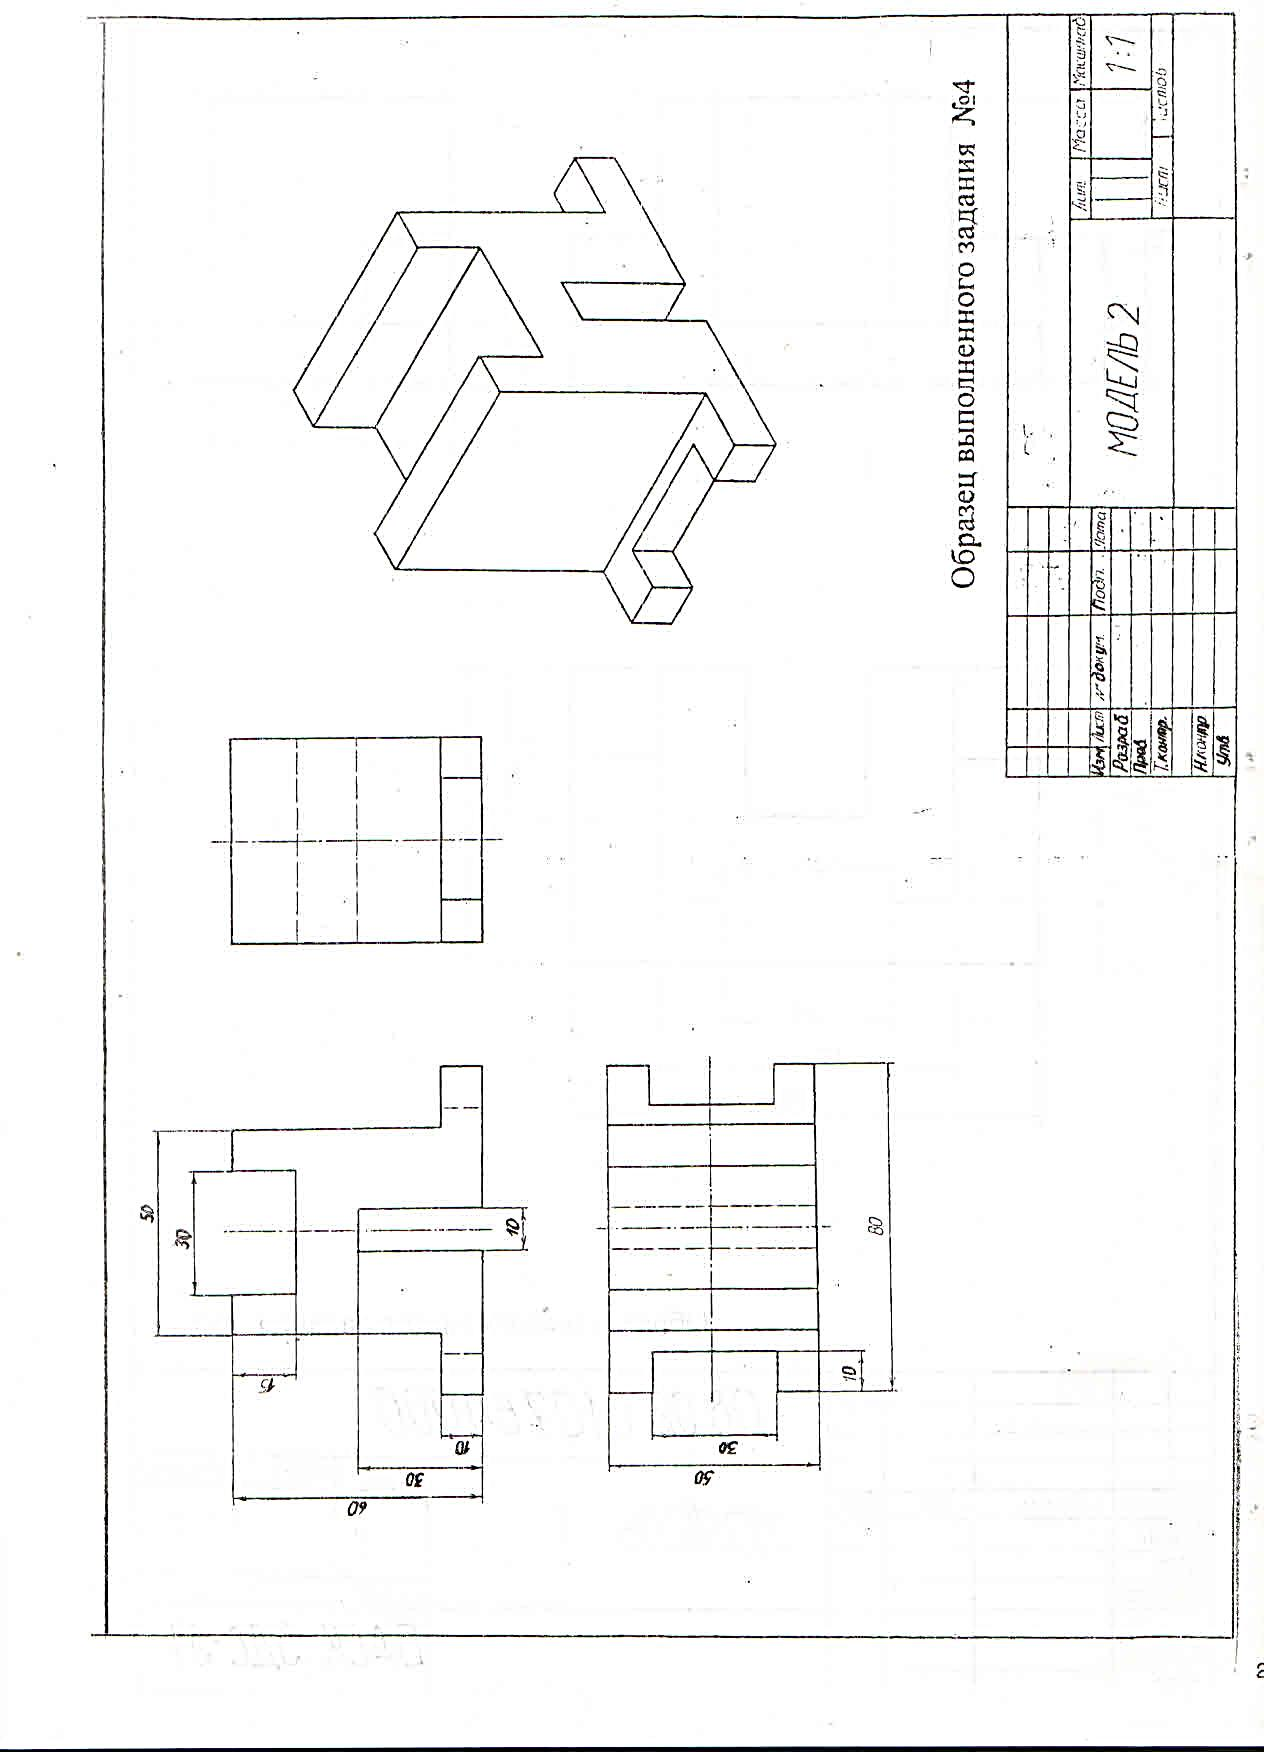 50
30
15
10
10
30
60
80
10
30
50
Образец выполненного задания №4
МОДЕЛЬ 2
Лит Масса Масштаб
1:1
Лист
Изм Лист № докум. Подп. Дата
Разраб
Пров
Т.контр.
Н.контр
Утв